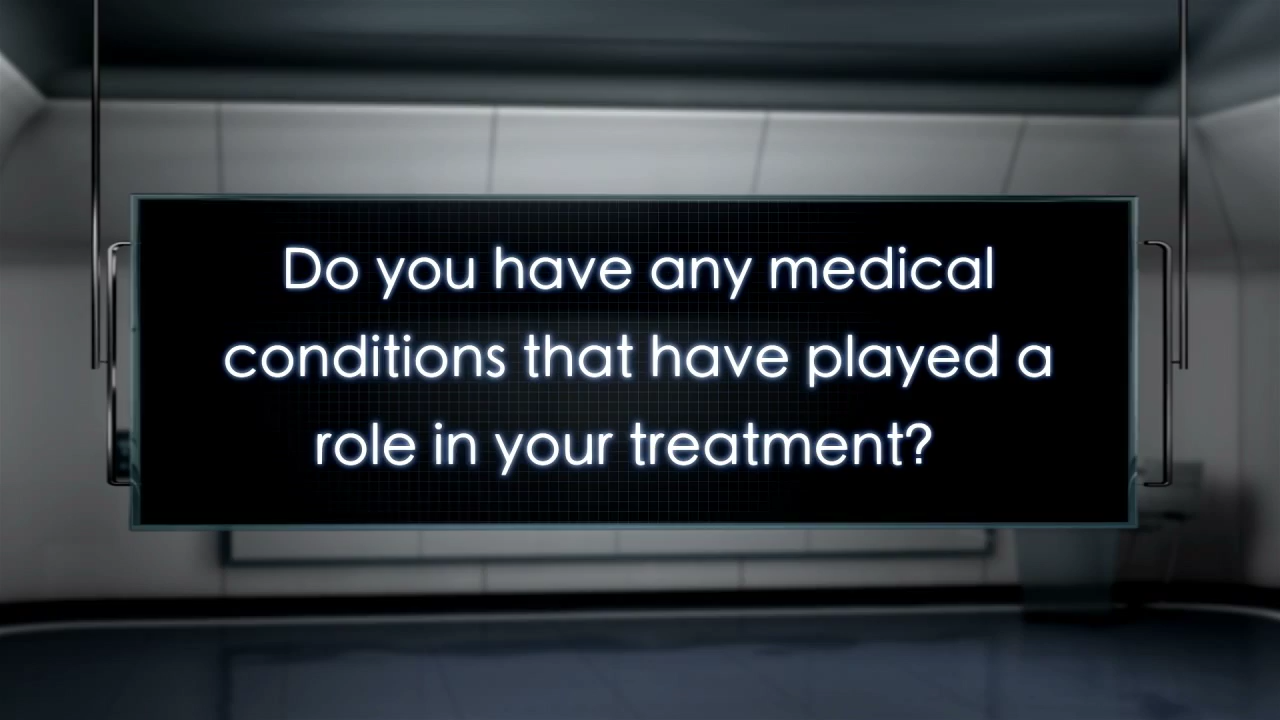 Do you have any medical
conditions that have played a
role in your treatment?